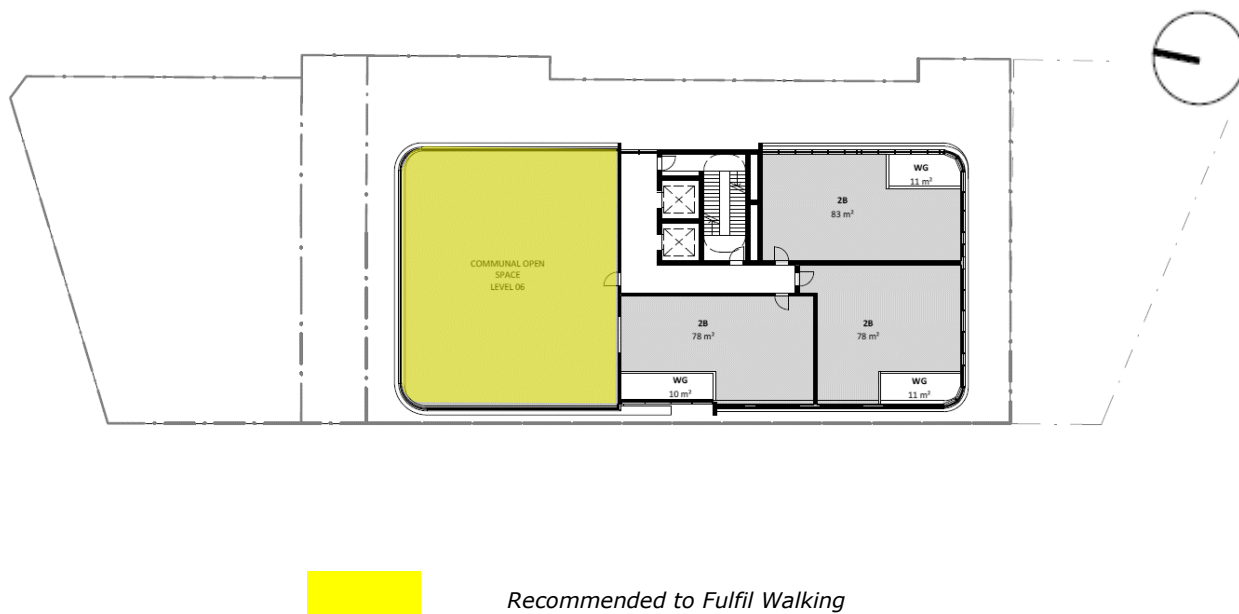 WG
11 m²
2B
83 m²
COMMUNAL OPEN
SPACE
LEVEL 06
2B
78 m²
2B
78 m²
WG
10 m²
WG
11 m²
Recommended to Fulfil Walking